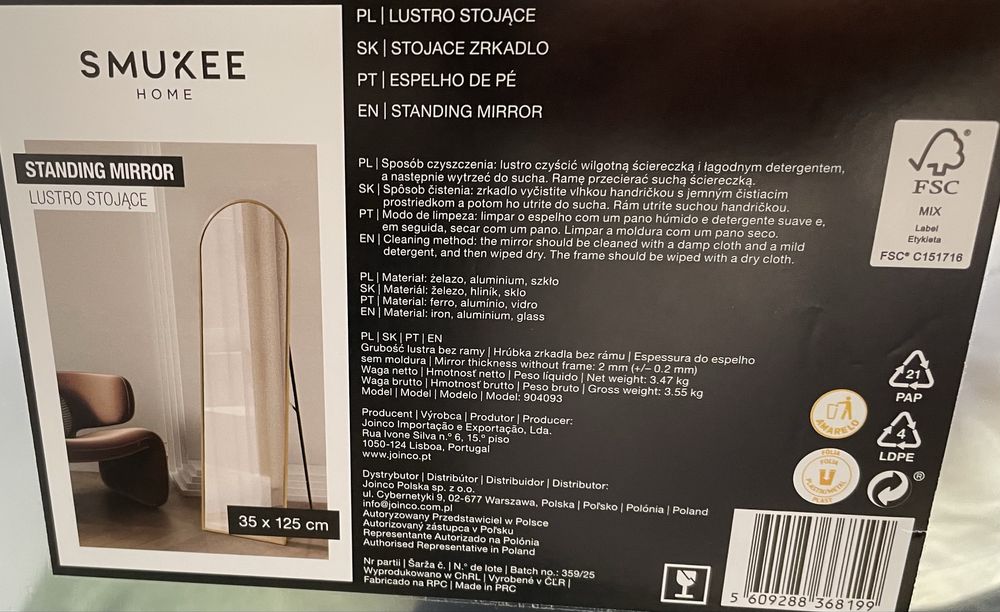 SMUKEE
HOME
STANDING MIRROR
LUSTRO STOJĄCE
35 x 125 cm
PL | LUSTRO STOJĄCE
SK | STOJACE ZRKADLO
PT | ESPELHO DE PÉ
EN | STANDING MIRROR
PL | Sposób czyszczenia: lustro czyścić wilgotną ściereczką i łagodnym detergentem,
a następnie wytrzeć do sucha. Ramę przecierać suchą ściereczką.
SK | Spôsob čistenia: zrkadlo vyčistite vlhkou handričkou s jemným čistiacim
prostriedkom a potom ho utrite do sucha. Rám utrite suchou handričkou.
PT | Modo de limpeza: limpar o espelho com um pano húmido e detergente suave e,
em seguida, secar com um pano. Limpar a moldura com um pano seco.
EN | Cleaning method: the mirror should be cleaned with a damp cloth and a mild
detergent, and then wiped dry. The frame should be wiped with a dry cloth.
PL | Materiał: żelazo, aluminium, szkło
SK | Materiál: železo, hliník, sklo
PT | Material: ferro, alumínio, vidro
EN | Material: iron, aluminium, glass
PL | SK | PT | EN
Grubość lustra bez ramy | Hrúbka zrkadla bez rámu | Espessura do espelho
sem moldura | Mirror thickness without frame: 2 mm (+/– 0.2 mm)
Waga netto | Hmotnosť netto | Peso líquido | Net weight: 3.47 kg
Waga brutto | Hmotnosť brutto | Peso bruto | Gross weight: 3.55 kg
Model | Model | Modelo | Model: 904093
Producent | Výrobca | Produtor | Producer:
Joinco Importação e Exportação, Lda.
Rua Ivone Silva n.º 6, 15.º piso
1050-124 Lisboa, Portugal
www.joinco.pt
Dystrybutor | Distribútor | Distribuidor | Distributor:
Joinco Polska sp. z o.o.
ul. Cybernetyki 9, 02-677 Warszawa, Polska | Poľsko | Polónia | Poland
info@joinco.com.pl
Autoryzowany Przedstawiciel w Polsce
Autorizovaný zástupca v Poľsku
Representante Autorizado na Polónia
Authorised Representative in Poland
Nr partii | Šarža č. | N.º de lote | Batch no.: 359/25
Wyprodukowano w ChRL | Vyrobené v ČĽR |
Fabricado na RPC | Made in PRC
FSC
MIX
Label
Etykieta
FSC® C151716
21
PAP
AMARELO
4
LDPE
FOLIA
FOLIA
PLASTIK/METAL
PLAST
®
5 609288 368199